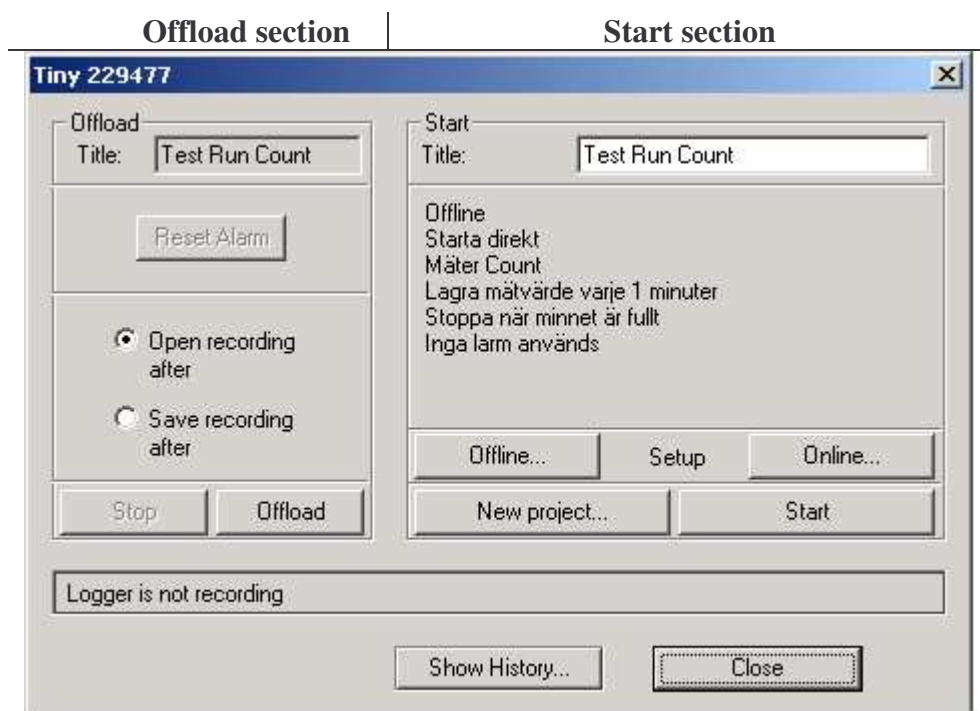 Offload section Start section
Tiny 229477
Offload
Title: Test Run Count
Reset Alarm
Open recording
after
Save recording
after
Stop Offload
Start
Title: Test Run Count
Offline
Starta direkt
Mäter Count
Lagra mätvärde varje 1 minuter
Stoppa när minnet är fullt
Inga larm används
Offline... Setup Online...
New project... Start
Logger is not recording
Show History... Close